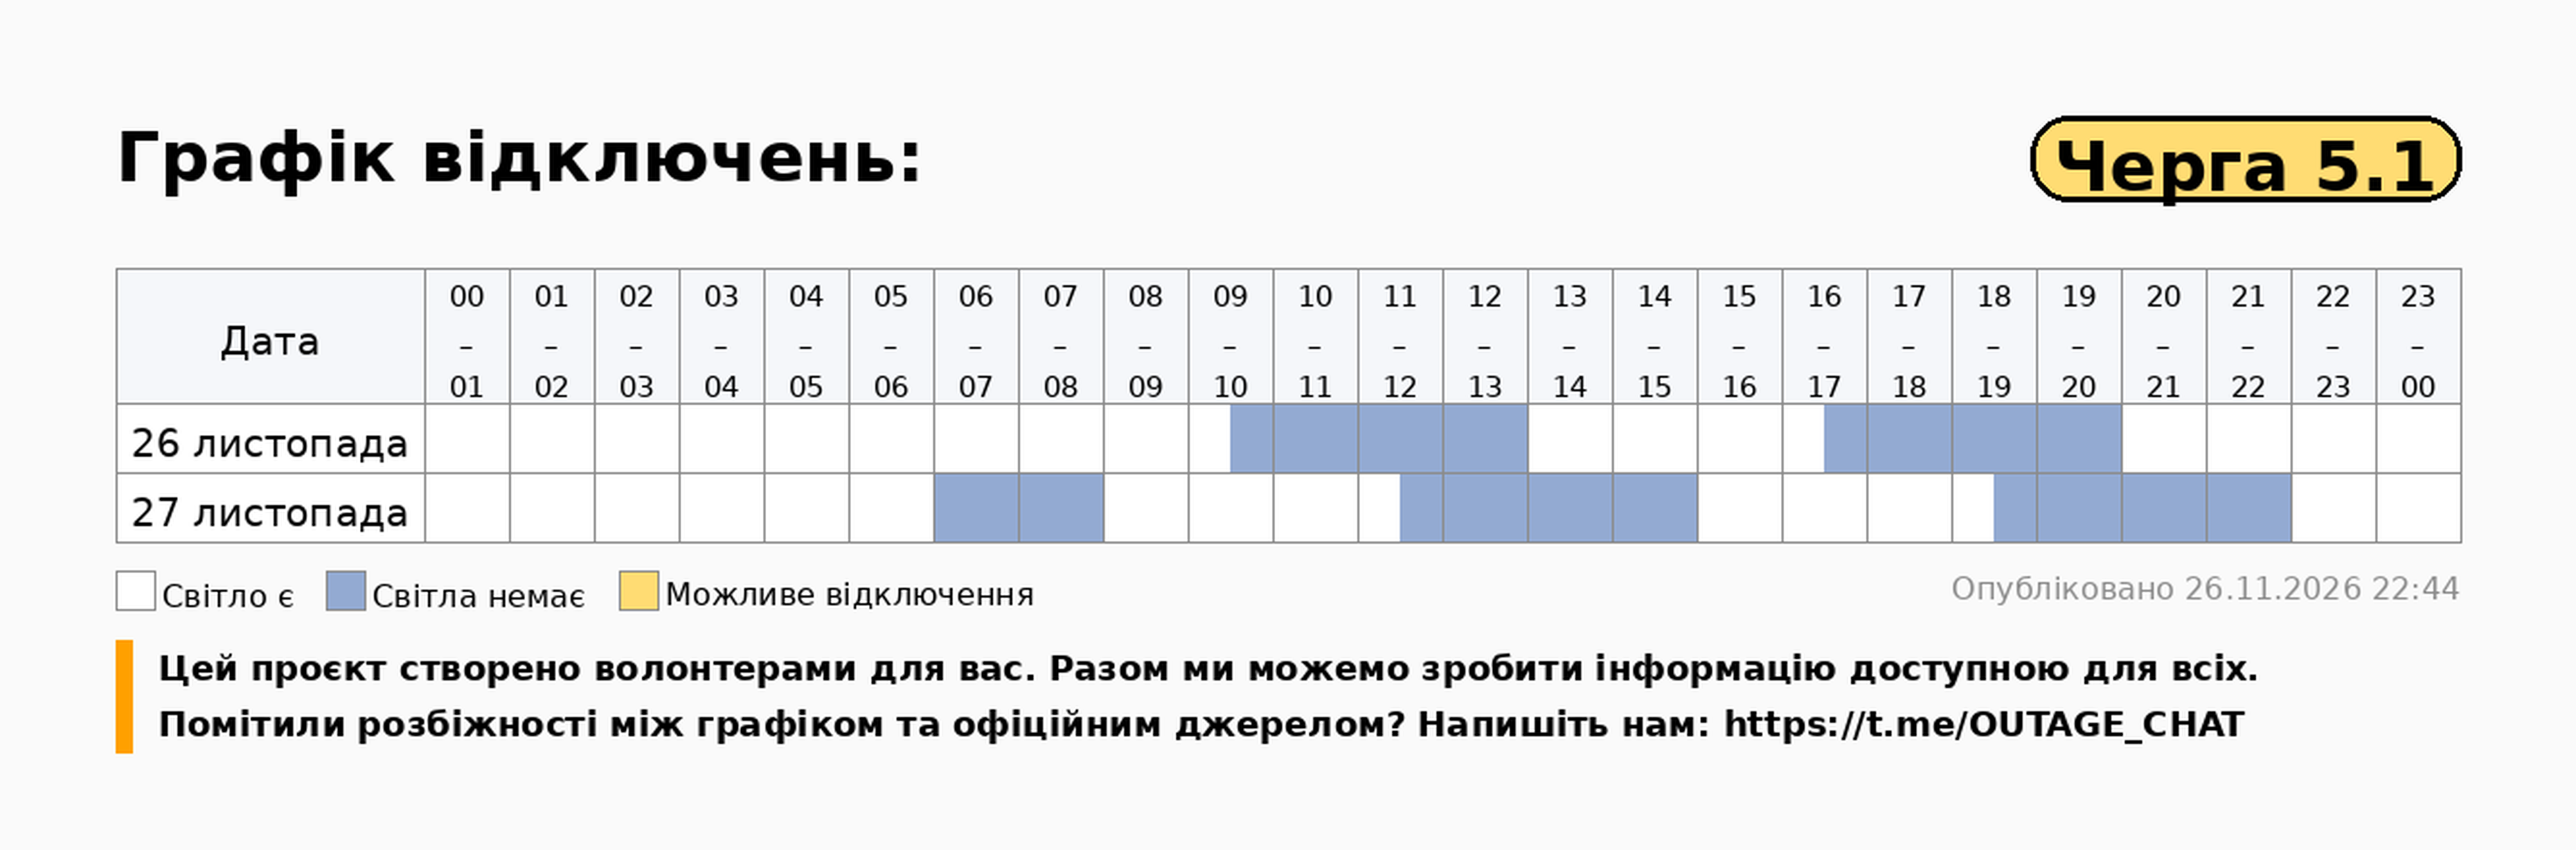 Графік відключень:
Черга 5.1
Дата
00 – 01
01 – 02
02 – 03
03 – 04
04 – 05
05 – 06
06 – 07
07 – 08
08 – 09
09 – 10
10 – 11
11 – 12
12 – 13
13 – 14
14 – 15
15 – 16
16 – 17
17 – 18
18 – 19
19 – 20
20 – 21
21 – 22
22 – 23
23 – 00
26 листопада
27 листопада
Світло є
Світла немає
Можливе відключення
Опубліковано 26.11.2026 22:44
Цей проєкт створено волонтерами для вас. Разом ми можемо зробити інформацію доступною для всіх.
Помітили розбіжності між графіком та офіційним джерелом? Напишіть нам: https://t.me/OUTAGE_CHAT